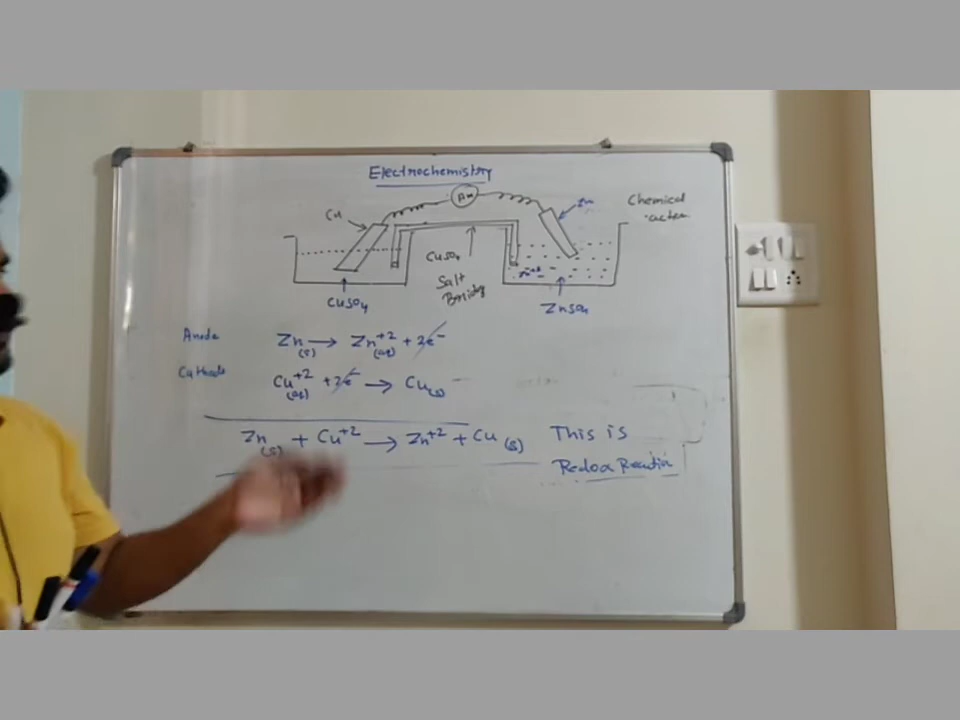 Electrochemistry
Am
Cu
Zn
Chemical
CuSO4
Salt
Bridge
CuSO4
ZnSO4
Anode
Zn(s) → Zn+2(aq) + 2e-
Cathode
Cu+2(aq) + 2e- → Cu(s)
Zn(s) + Cu+2 → Zn+2 + Cu(s)
This is
Redox Reaction